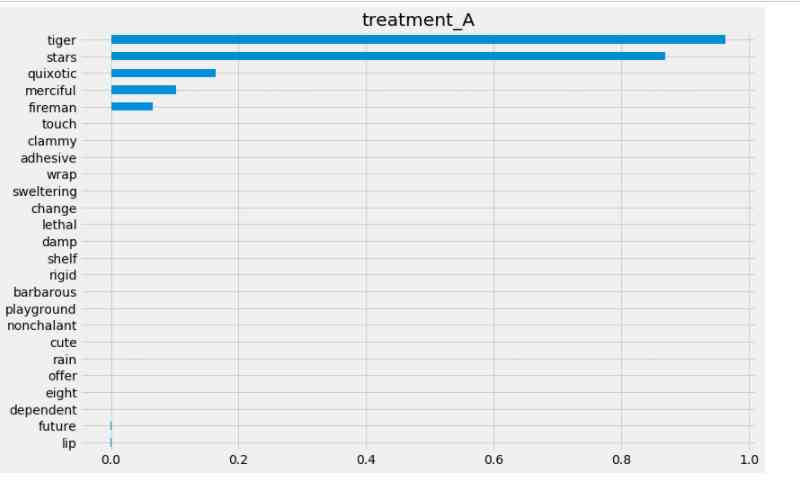 treatment_A
tiger
stars
quixotic
merciful
fireman
touch
clammy
adhesive
wrap
sweltering
change
lethal
damp
shelf
rigid
barbarous
playground
nonchalant
cute
rain
offer
eight
dependent
future
lip
0.0 0.2 0.4 0.6 0.8 1.0